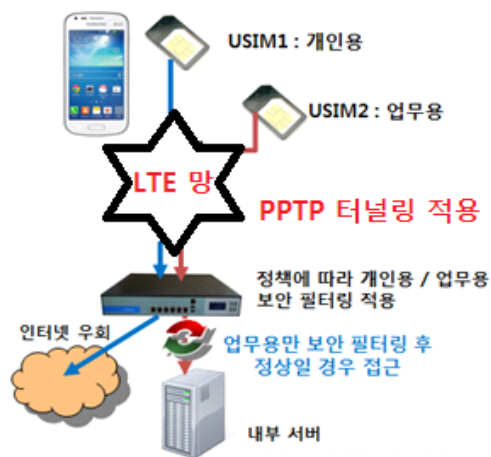 USIM1 : 개인용
USIM2 : 업무용
LTE 망
PPTP 터널링 적용
정책에 따라 개인용 / 업무용
보안 필터링 적용
인터넷 우회
3
업무용만 보안 필터링 후
정상일 경우 접근
내부 서버